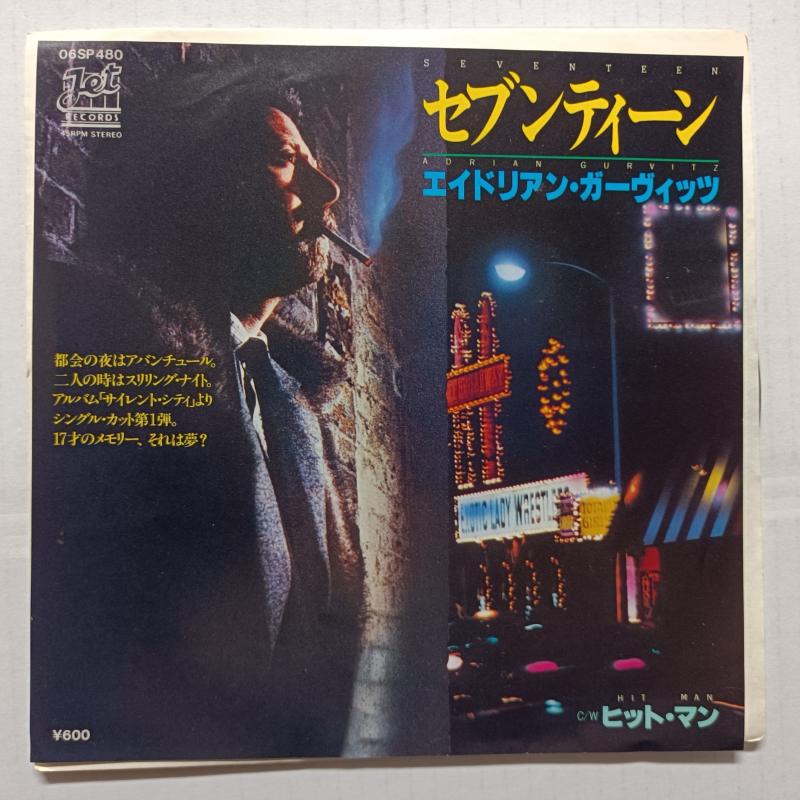 06SP480
Jet
RECORDS
45RPM STEREO
SEVENTEEN
セブンティーン
ADRIAN GURVITZ
エイドリアン・ガーヴィッツ
都会の夜はアバンチュール。
二人の時はスリリング・ナイト。
アルバム「サイレント・シティ」より
シングル・カット第1弾。
17才のメモリー、それは夢?
EXOTIC LADY WRESTLERS
TOTAL
GIRLS
HIT MAN
C/W ヒット・マン
¥600